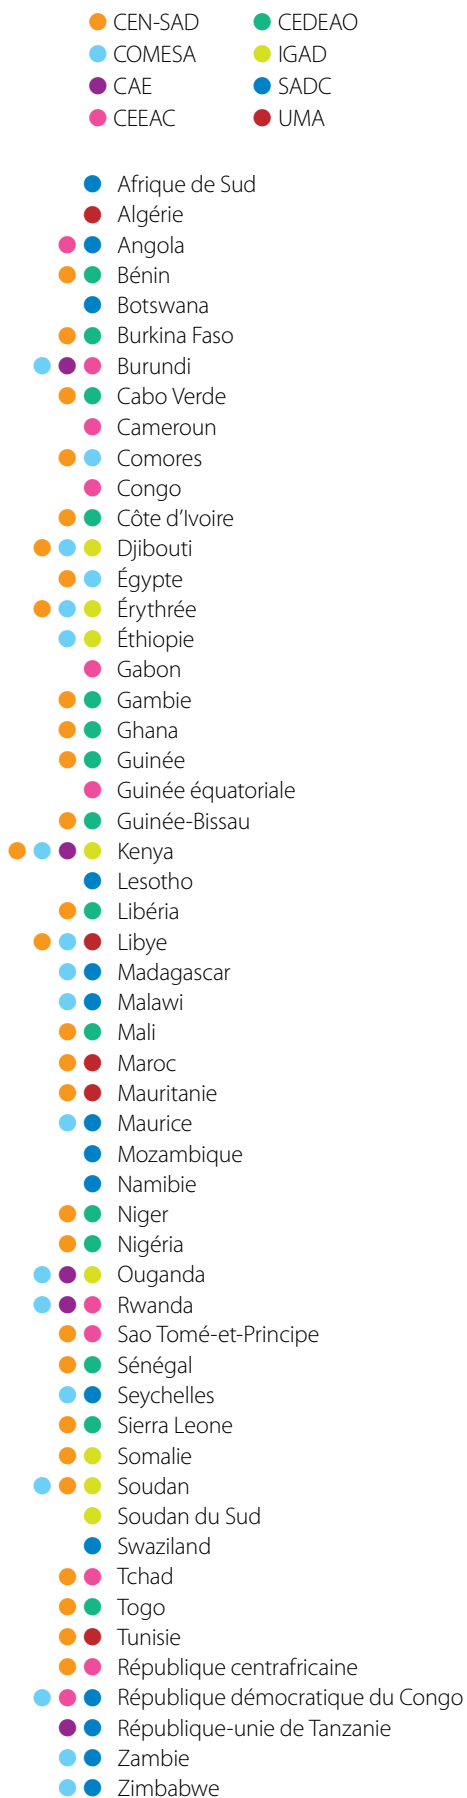 CEN-SAD CEDEAO
COMESA IGAD
CAE SADC
CEEAC UMA
Afrique de Sud
Algérie
Angola
Bénin
Botswana
Burkina Faso
Burundi
Cabo Verde
Cameroun
Comores
Congo
Côte d'Ivoire
Djibouti
Égypte
Érythrée
Éthiopie
Gabon
Gambie
Ghana
Guinée
Guinée équatoriale
Guinée-Bissau
Kenya
Lesotho
Libéria
Libye
Madagascar
Malawi
Mali
Maroc
Mauritanie
Maurice
Mozambique
Namibie
Niger
Nigéria
Ouganda
Rwanda
Sao Tomé-et-Principe
Sénégal
Seychelles
Sierra Leone
Somalie
Soudan
Soudan du Sud
Swaziland
Tchad
Togo
Tunisie
République centrafricaine
République démocratique du Congo
République-unie de Tanzanie
Zambie
Zimbabwe